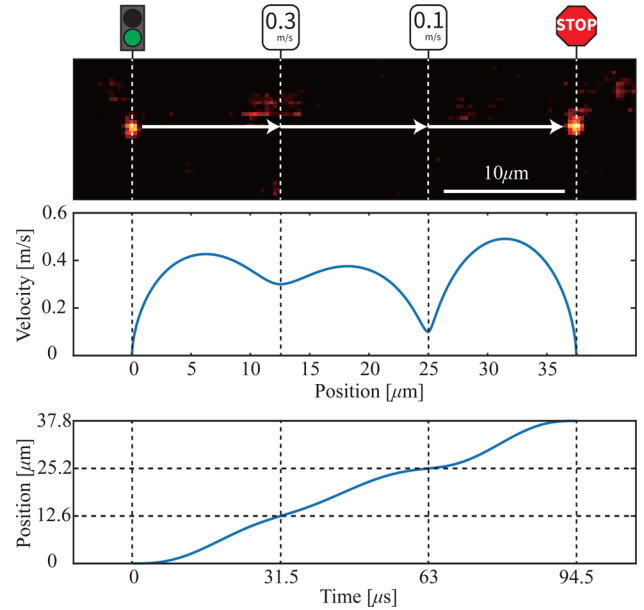 0.3
m/s
0.1
m/s
STOP
10μm
Velocity [m/s]
0.6
0.4
0.2
0
0 5 10 15 20 25 30 35
Position [μm]
Position [μm]
37.8
25.2
12.6
0
0 31.5 63 94.5
Time [μs]